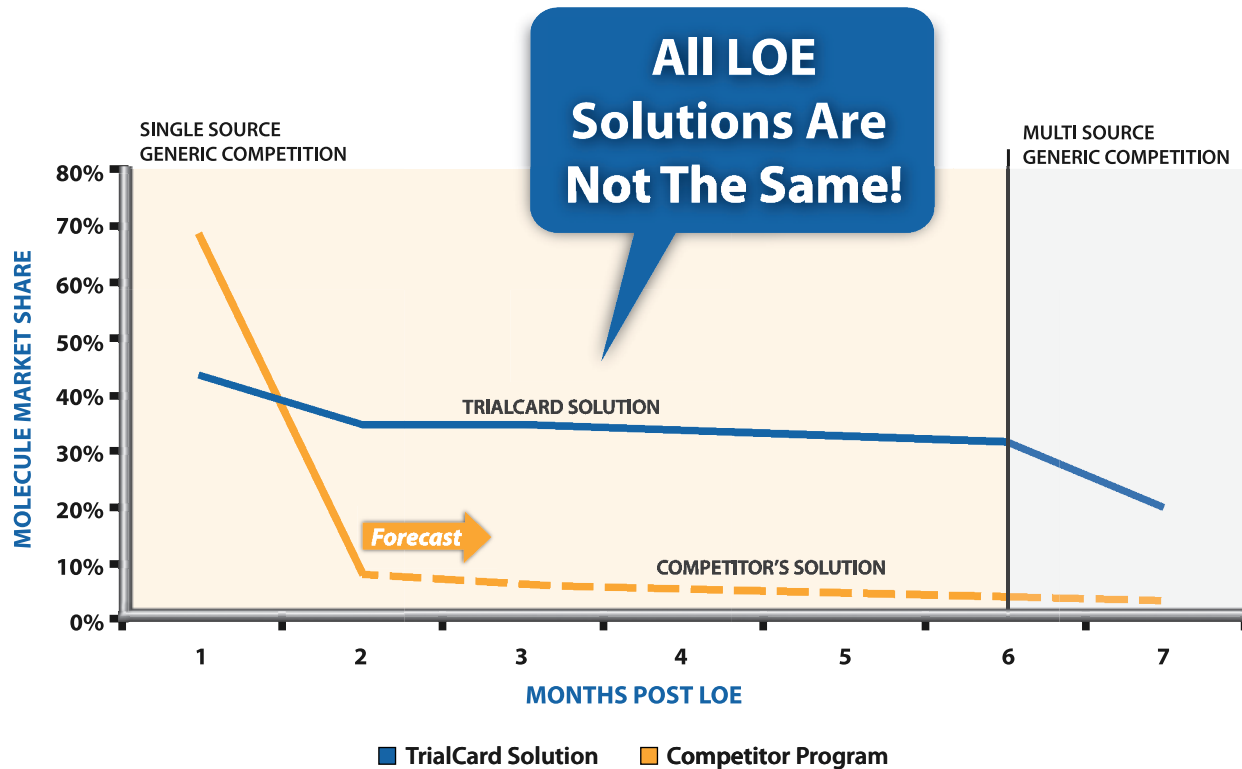 All LOE
Solutions Are
Not The Same!
SINGLE SOURCE
GENERIC COMPETITION
MULTI SOURCE
GENERIC COMPETITION
MOLECULE MARKET SHARE
80%
70%
60%
50%
40%
30%
20%
10%
0%
TRIALCARD SOLUTION
Forecast
COMPETITOR'S SOLUTION
1 2 3 4 5 6 7
MONTHS POST LOE
TrialCard Solution Competitor Program